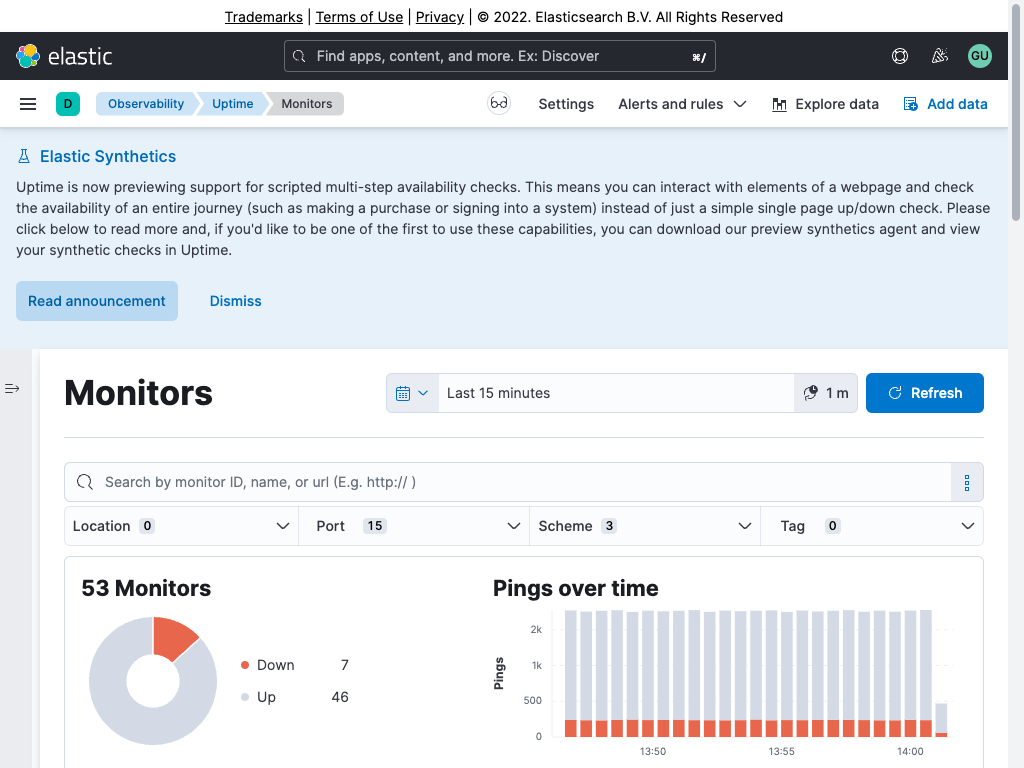 Trademarks | Terms of Use | Privacy | © 2022. Elasticsearch B.V. All Rights Reserved
elastic
Find apps, content, and more. Ex: Discover
⌘/
GU
D
Observability
Uptime
Monitors
Settings
Alerts and rules
Explore data
Add data
Elastic Synthetics
Uptime is now previewing support for scripted multi-step availability checks. This means you can interact with elements of a webpage and check
the availability of an entire journey (such as making a purchase or signing into a system) instead of just a simple single page up/down check. Please
click below to read more and, if you'd like to be one of the first to use these capabilities, you can download our preview synthetics agent and view
your synthetic checks in Uptime.
Read announcement
Dismiss
Monitors
Last 15 minutes
1 m
Refresh
Search by monitor ID, name, or url (E.g. http:// )
Location 0
Port 15
Scheme 3
Tag 0
53 Monitors
Down 7
Up 46
Pings over time
Pings
2k
1k
500
0
13:50
13:55
14:00